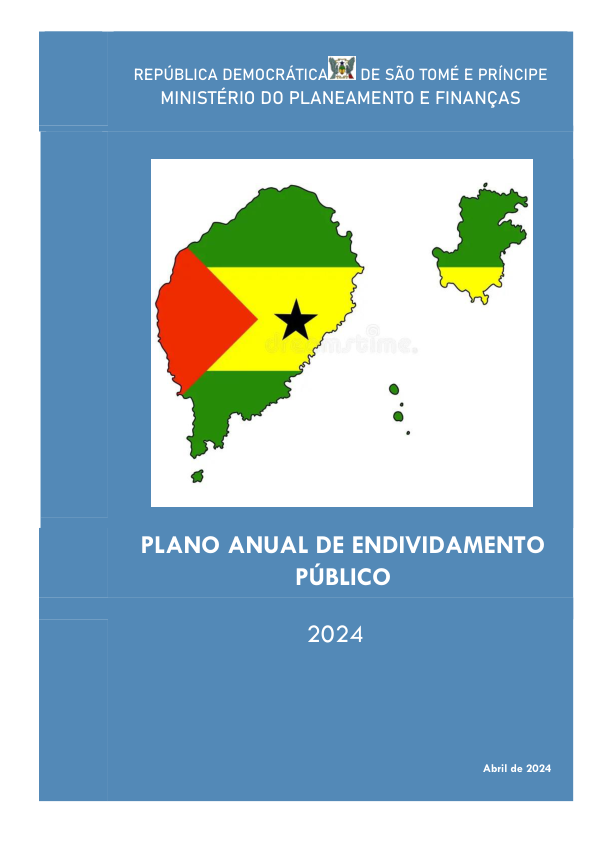 REPÚBLICA DEMOCRÁTICA DE SÃO TOMÉ E PRÍNCIPE
MINISTÉRIO DO PLANEAMENTO E FINANÇAS
dreamstime.
PLANO ANUAL DE ENDIVIDAMENTO
PÚBLICO
2024
Abril de 2024